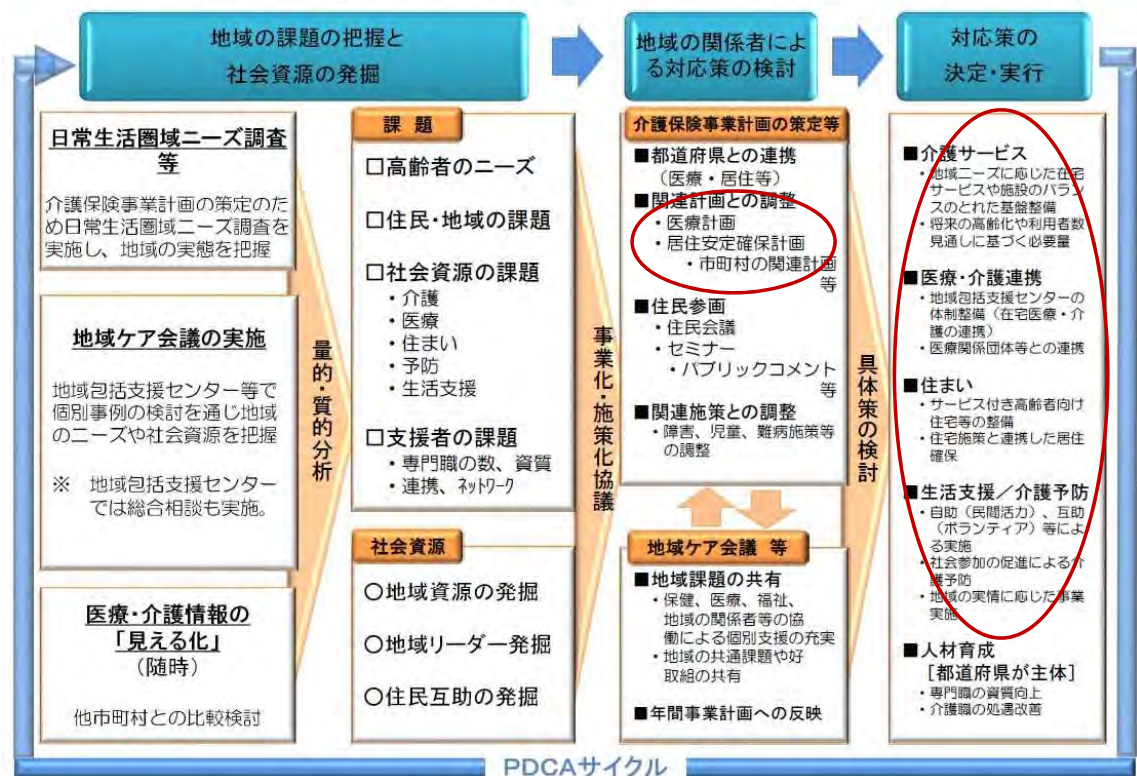 地域の課題の把握と
社会資源の発掘
地域の関係者によ
る対応策の検討
対応策の
決定・実行
日常生活圏域ニーズ調査
等
介護保険事業計画の策定のた
め日常生活圏域ニーズ調査を
実施し、地域の実態を把握
地域ケア会議の実施
地域包括支援センター等で
個別事例の検討を通じ地域
のニーズや社会資源を把握
※ 地域包括支援センター
では総合相談も実施。
医療・介護情報の
「見える化」
（随時）
他市町村との比較検討
量的・質的分析
課 題
□高齢者のニーズ
□住民・地域の課題
□社会資源の課題
・介護
・医療
・住まい
・予防
・生活支援
□支援者の課題
・専門職の数、資質
・連携、ﾈｯﾄﾜｰｸ
社会資源
○地域資源の発掘
○地域リーダー発掘
○住民互助の発掘
事業化・施策化協議
介護保険事業計画の策定等
■都道府県との連携
（医療・居住等）
■関連計画との調整
・医療計画
・居住安定確保計画
・市町村の関連計画
等
■住民参画
・住民会議
・セミナー
・パブリックコメント
等
■関連施策との調整
・障害、児童、難病施策等
の調整
地域ケア会議 等
■地域課題の共有
・保健、医療、福祉、
地域の関係者等の協
働による個別支援の充実
・地域の共通課題や好
取組の共有
■年間事業計画への反映
具体策の検討
■介護サービス
・地域ニーズに応じた在宅
サービスや施設のバラン
スのとれた基盤整備
・将来の高齢化や利用者数
見通しに基づく必要量
■医療・介護連携
・地域包括支援センターの
体制整備（在宅医療・介
護の連携）
・医療関係団体等との連携
■住まい
・サービス付き高齢者向け
住宅等の整備
・住宅施策と連携した居住
確保
■生活支援／介護予防
・自助（民間活力）、互助
（ボランティア）等によ
る実施
・社会参加の促進による介
護予防
・地域の実情に応じた事業
実施
■人材育成
［都道府県が主体］
・専門職の資質向上
・介護職の処遇改善
PDCAサイクル